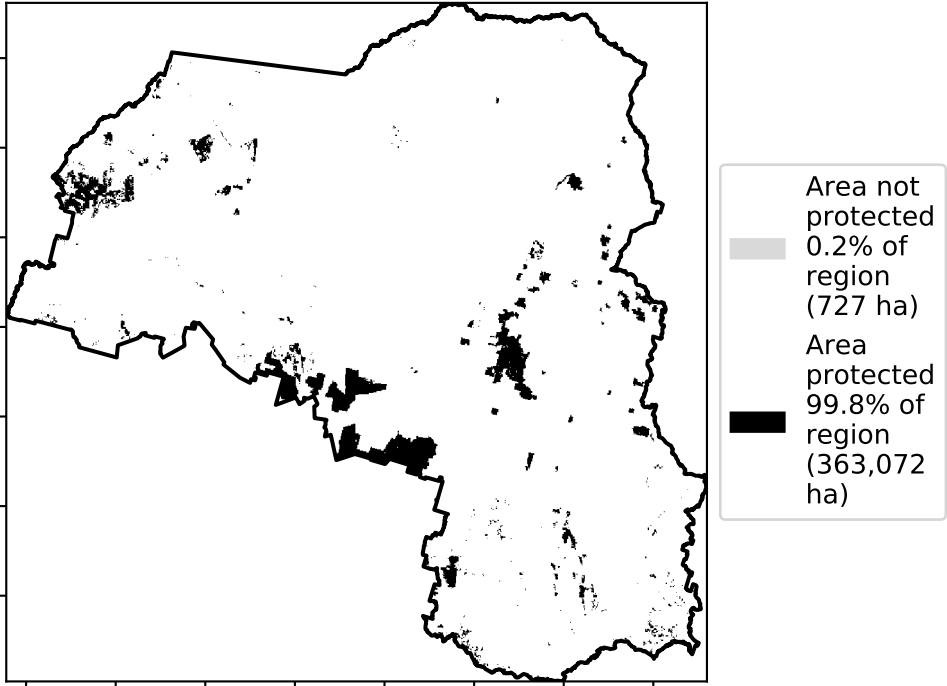 Area not
protected
0.2% of
region
(727 ha)
Area
protected
99.8% of
region
(363,072
ha)